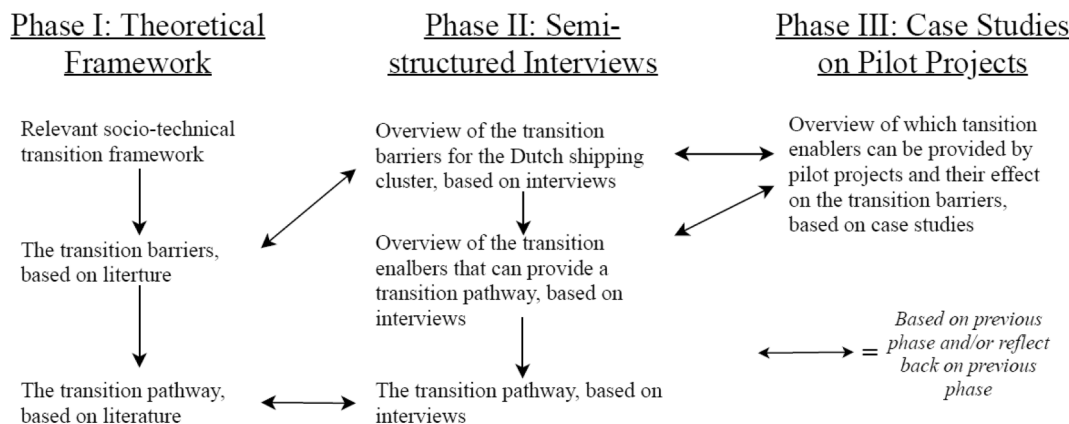 Phase I: Theoretical
Framework
Relevant socio-technical
transition framework
The transition barriers,
based on literture
The transition pathway,
based on literature
Phase II: Semi-
structured Interviews
Overview of the transition
barriers for the Dutch shipping
cluster, based on interviews
Overview of the transition
enalbers that can provide a
transition pathway, based on
interviews
The transition pathway, based on
interviews
Phase III: Case Studies
on Pilot Projects
Overview of which tansition
enablers can be provided by
pilot projects and their effect
on the transition barriers,
based on case studies
= Based on previous
phase and/or reflect
back on previous
phase